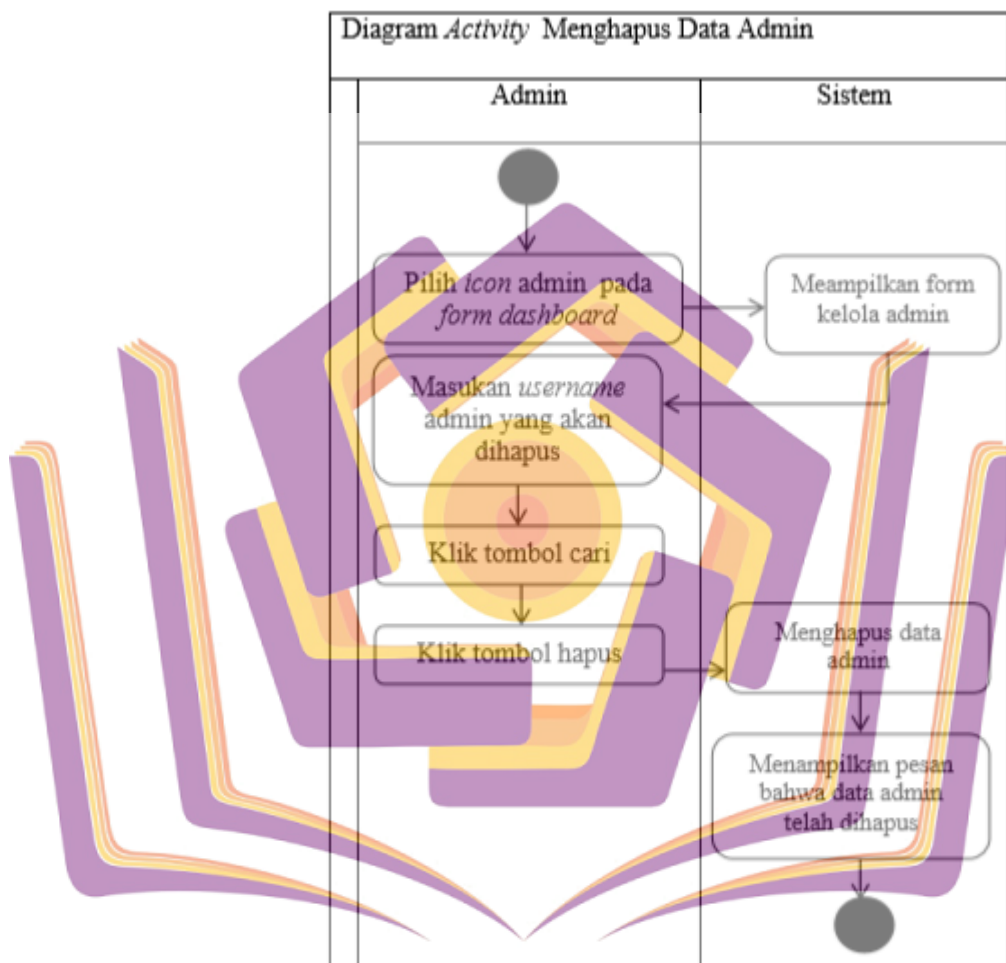 Diagram Activity Menghapus Data Admin
Admin
Sistem
Pilih icon admin pada
form dashboard
Meampilkan form
kelola admin
Masukan username
admin yang akan
dihapus
Klik tombol cari
Klik tombol hapus
Menghapus data
admin
Menampilkan pesan
bahwa data admin
telah dihapus